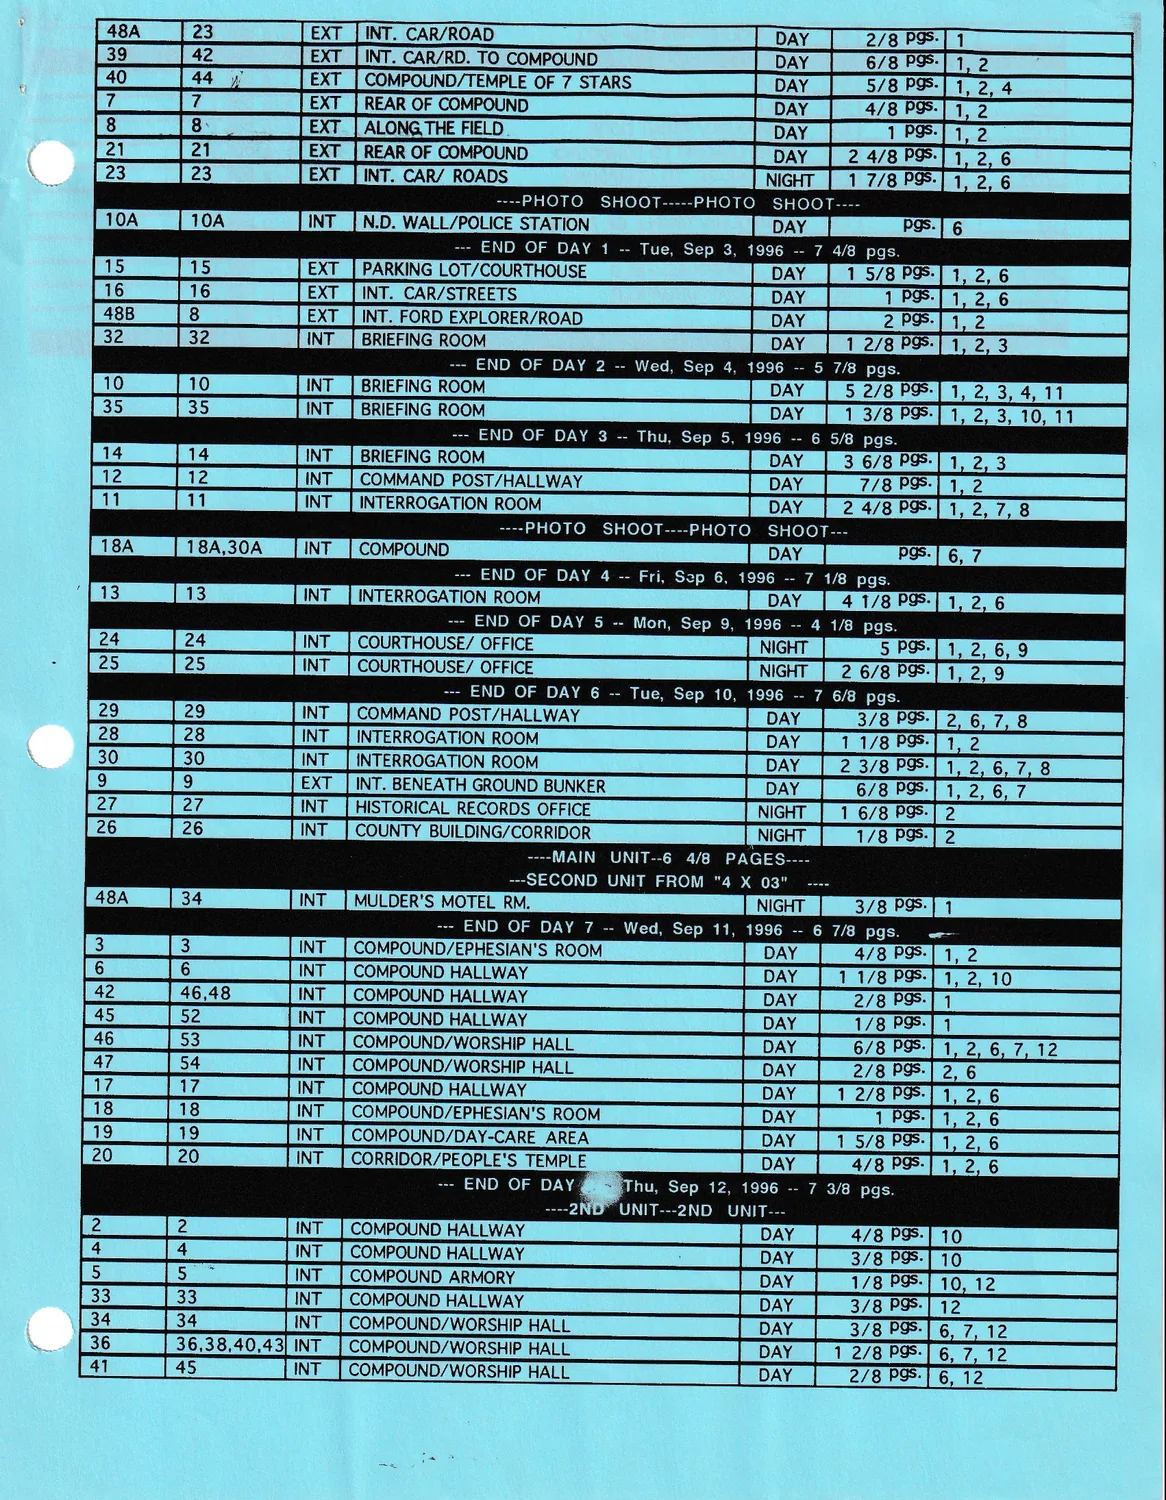 48A 23 EXT INT. CAR/ROAD DAY 2/8 pgs. 1
39 42 EXT INT. CAR/RD. TO COMPOUND DAY 6/8 pgs. 1, 2
40 44 EXT COMPOUND/TEMPLE OF 7 STARS DAY 5/8 pgs. 1, 2, 4
7 7 EXT REAR OF COMPOUND DAY 4/8 pgs. 1, 2
8 8 EXT ALONG THE FIELD DAY 1 pgs. 1, 2
21 21 EXT REAR OF COMPOUND DAY 2 4/8 pgs. 1, 2, 6
23 23 EXT INT. CAR/ ROADS NIGHT 1 7/8 pgs. 1, 2, 6
----PHOTO SHOOT-----PHOTO SHOOT----
10A 10A INT N.D. WALL/POLICE STATION DAY pgs. 6
--- END OF DAY 1 -- Tue, Sep 3, 1996 -- 7 4/8 pgs.
15 15 EXT PARKING LOT/COURTHOUSE DAY 1 5/8 pgs. 1, 2, 6
16 16 EXT INT. CAR/STREETS DAY 1 pgs. 1, 2, 6
48B 8 EXT INT. FORD EXPLORER/ROAD DAY 2 pgs. 1, 2
32 32 INT BRIEFING ROOM DAY 1 2/8 pgs. 1, 2, 3
--- END OF DAY 2 -- Wed, Sep 4, 1996 -- 5 7/8 pgs.
10 10 INT BRIEFING ROOM DAY 5 2/8 pgs. 1, 2, 3, 4, 11
35 35 INT BRIEFING ROOM DAY 1 3/8 pgs. 1, 2, 3, 10, 11
--- END OF DAY 3 -- Thu, Sep 5, 1996 -- 6 5/8 pgs.
14 14 INT BRIEFING ROOM DAY 3 6/8 pgs. 1, 2, 3
12 12 INT COMMAND POST/HALLWAY DAY 7/8 pgs. 1, 2
11 11 INT INTERROGATION ROOM DAY 2 4/8 pgs. 1, 2, 7, 8
----PHOTO SHOOT----PHOTO SHOOT---
18A 18A,30A INT COMPOUND DAY pgs. 6, 7
--- END OF DAY 4 -- Fri, Sep 6, 1996 -- 7 1/8 pgs.
13 13 INT INTERROGATION ROOM DAY 4 1/8 pgs. 1, 2, 6
--- END OF DAY 5 -- Mon, Sep 9, 1996 -- 4 1/8 pgs.
24 24 INT COURTHOUSE/ OFFICE NIGHT 5 pgs. 1, 2, 6, 9
25 25 INT COURTHOUSE/ OFFICE NIGHT 2 6/8 pgs. 1, 2, 9
--- END OF DAY 6 -- Tue, Sep 10, 1996 -- 7 6/8 pgs.
29 29 INT COMMAND POST/HALLWAY DAY 3/8 pgs. 2, 6, 7, 8
28 28 INT INTERROGATION ROOM DAY 1 1/8 pgs. 1, 2
30 30 INT INTERROGATION ROOM DAY 2 3/8 pgs. 1, 2, 6, 7, 8
9 9 EXT INT. BENEATH GROUND BUNKER DAY 6/8 pgs. 1, 2, 6, 7
27 27 INT HISTORICAL RECORDS OFFICE NIGHT 1 6/8 pgs. 2
26 26 INT COUNTY BUILDING/CORRIDOR NIGHT 1/8 pgs. 2
----MAIN UNIT--6 4/8 PAGES----
---SECOND UNIT FROM "4 X 03" ----
48A 34 INT MULDER'S MOTEL RM. NIGHT 3/8 pgs. 1
--- END OF DAY 7 -- Wed, Sep 11, 1996 -- 6 7/8 pgs.
3 3 INT COMPOUND/EPHESIAN'S ROOM DAY 4/8 pgs. 1, 2
6 6 INT COMPOUND HALLWAY DAY 1 1/8 pgs. 1, 2, 10
42 46,48 INT COMPOUND HALLWAY DAY 2/8 pgs. 1
45 52 INT COMPOUND HALLWAY DAY 1/8 pgs. 1
46 53 INT COMPOUND/WORSHIP HALL DAY 6/8 pgs. 1, 2, 6, 7, 12
47 54 INT COMPOUND/WORSHIP HALL DAY 2/8 pgs. 2, 6
17 17 INT COMPOUND HALLWAY DAY 1 2/8 pgs. 1, 2, 6
18 18 INT COMPOUND/EPHESIAN'S ROOM DAY 1 pgs. 1, 2, 6
19 19 INT COMPOUND/DAY-CARE AREA DAY 1 5/8 pgs. 1, 2, 6
20 20 INT CORRIDOR/PEOPLE'S TEMPLE DAY 4/8 pgs. 1, 2, 6
--- END OF DAY Thu, Sep 12, 1996 -- 7 3/8 pgs.
----2ND UNIT---2ND UNIT---
2 2 INT COMPOUND HALLWAY DAY 4/8 pgs. 10
4 4 INT COMPOUND HALLWAY DAY 3/8 pgs. 10
5 5 INT COMPOUND ARMORY DAY 1/8 pgs. 10, 12
33 33 INT COMPOUND HALLWAY DAY 3/8 pgs. 12
34 34 INT COMPOUND/WORSHIP HALL DAY 3/8 pgs. 6, 7, 12
36 36,38,40,43 INT COMPOUND/WORSHIP HALL DAY 1 2/8 pgs. 6, 7, 12
41 45 INT COMPOUND/WORSHIP HALL DAY 2/8 pgs. 6, 12